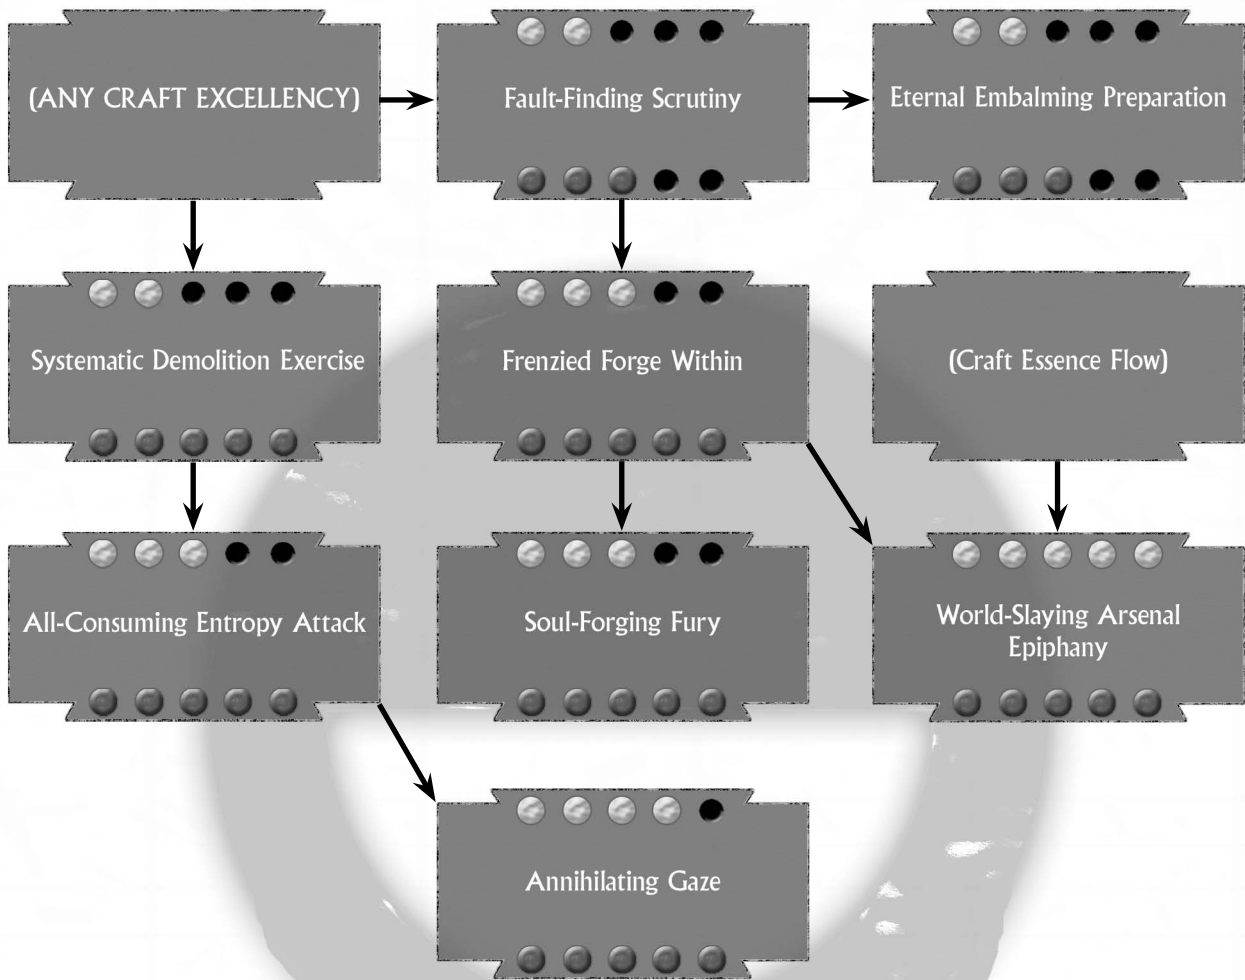 (ANY CRAFT EXCELLENCY)
Fault-Finding Scrutiny
Eternal Embalming Preparation
Systematic Demolition Exercise
Frenzied Forge Within
(Craft Essence Flow)
All-Consuming Entropy Attack
Soul-Forging Fury
World-Slaying Arsenal
Epiphany
Annihilating Gaze